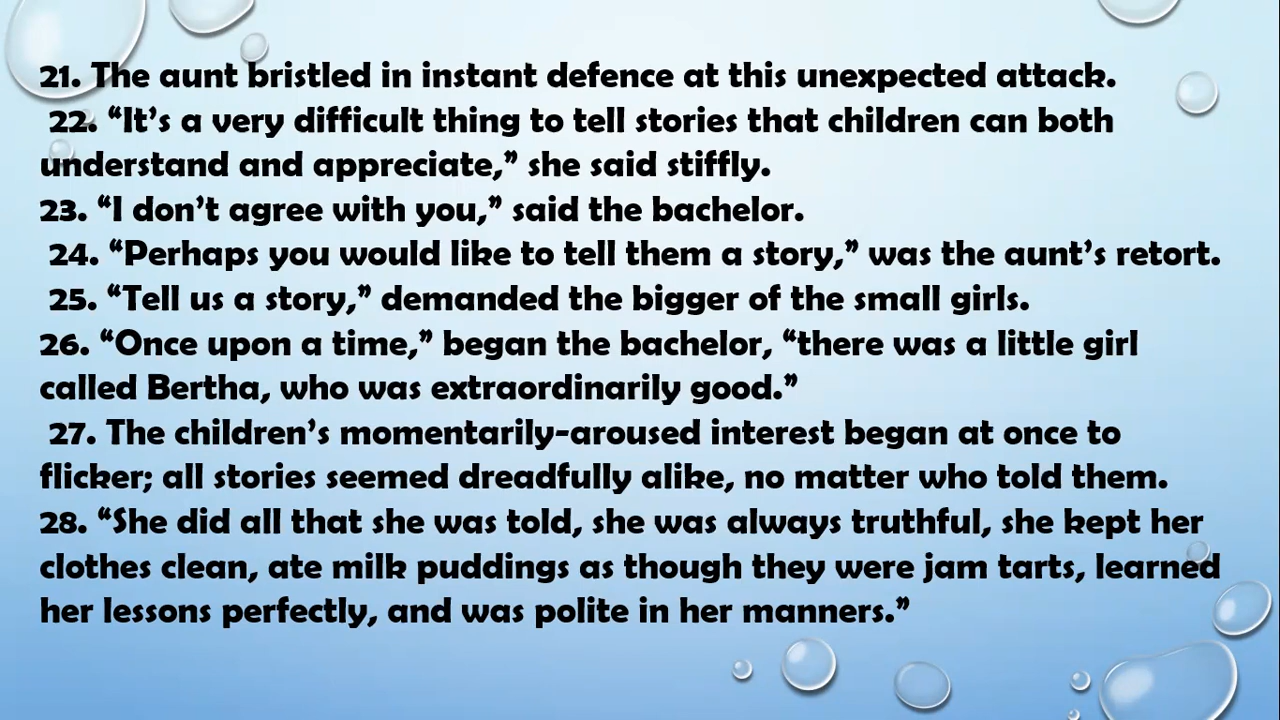 21. The aunt bristled in instant defence at this unexpected attack.
22. “It’s a very difficult thing to tell stories that children can both
understand and appreciate,” she said stiffly.
23. “I don’t agree with you,” said the bachelor.
24. “Perhaps you would like to tell them a story,” was the aunt’s retort.
25. “Tell us a story,” demanded the bigger of the small girls.
26. “Once upon a time,” began the bachelor, “there was a little girl
called Bertha, who was extraordinarily good.”
27. The children’s momentarily-aroused interest began at once to
flicker; all stories seemed dreadfully alike, no matter who told them.
28. “She did all that she was told, she was always truthful, she kept her
clothes clean, ate milk puddings as though they were jam tarts, learned
her lessons perfectly, and was polite in her manners.”